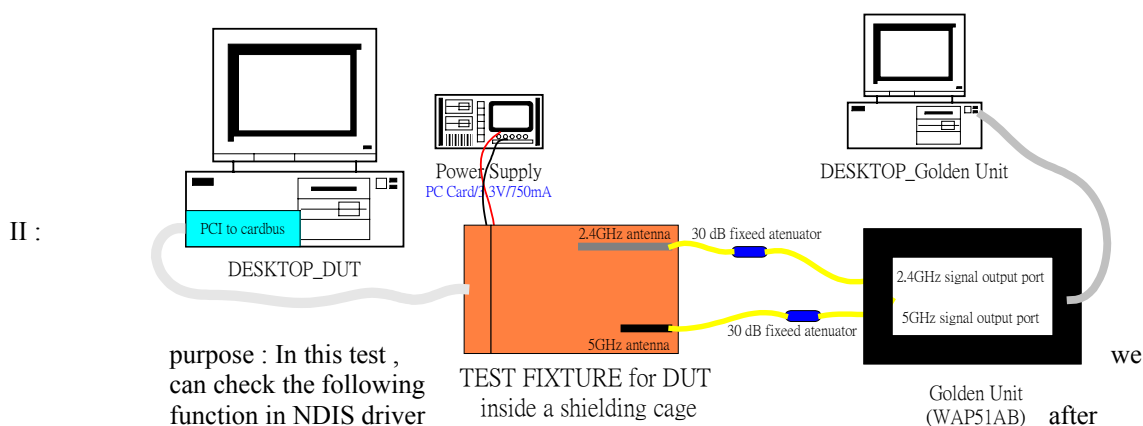 Power Supply
PC Card/3.3V/750mA
DESKTOP_Golden Unit
II :
PCI to cardbus
DESKTOP_DUT
2.4GHz antenna
30 dB fixeed atenuator
2.4GHz signal output port
5GHz signal output port
30 dB fixeed atenuator
5GHz antenna
purpose : In this test , we
can check the following
function in NDIS driver after
TEST FIXTURE for DUT
inside a shielding cage
Golden Unit
(WAP51AB)